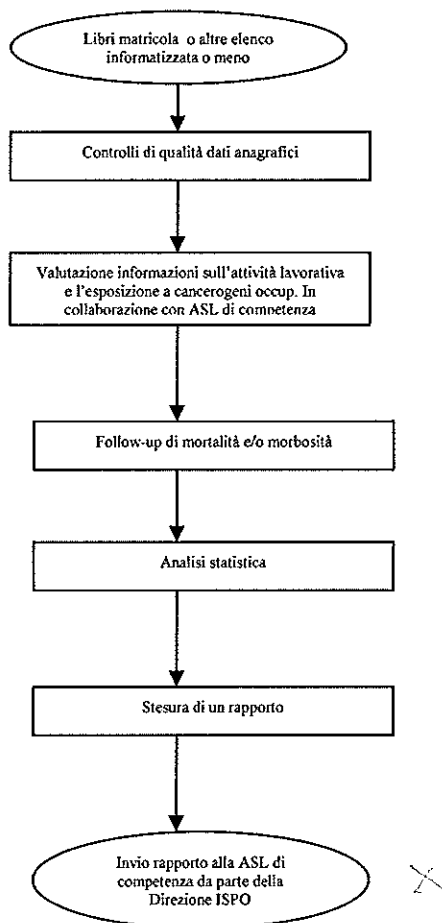 Libri matricola o altre elenco
informatizzata o meno
Controlli di qualità dati anagrafici
Valutazione informazioni sull'attività lavorativa
e l'esposizione a cancerogeni occup. In
collaborazione con ASL di competenza
Follow-up di mortalità e/o morbosità
Analisi statistica
Stesura di un rapporto
Invio rapporto alla ASL di
competenza da parte della
Direzione ISPO